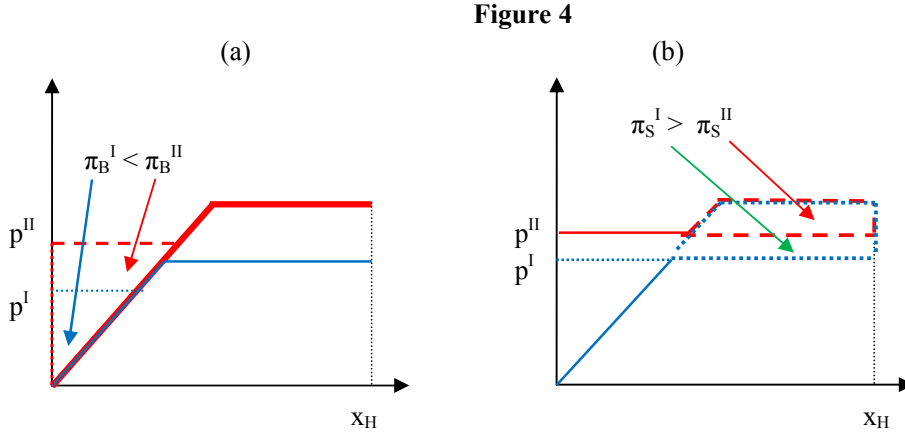 Figure 4
(a)
(b)
π_B^I < π_B^II
p^II
p^I
x_H
π_S^I > π_S^II
p^II
p^I
x_H